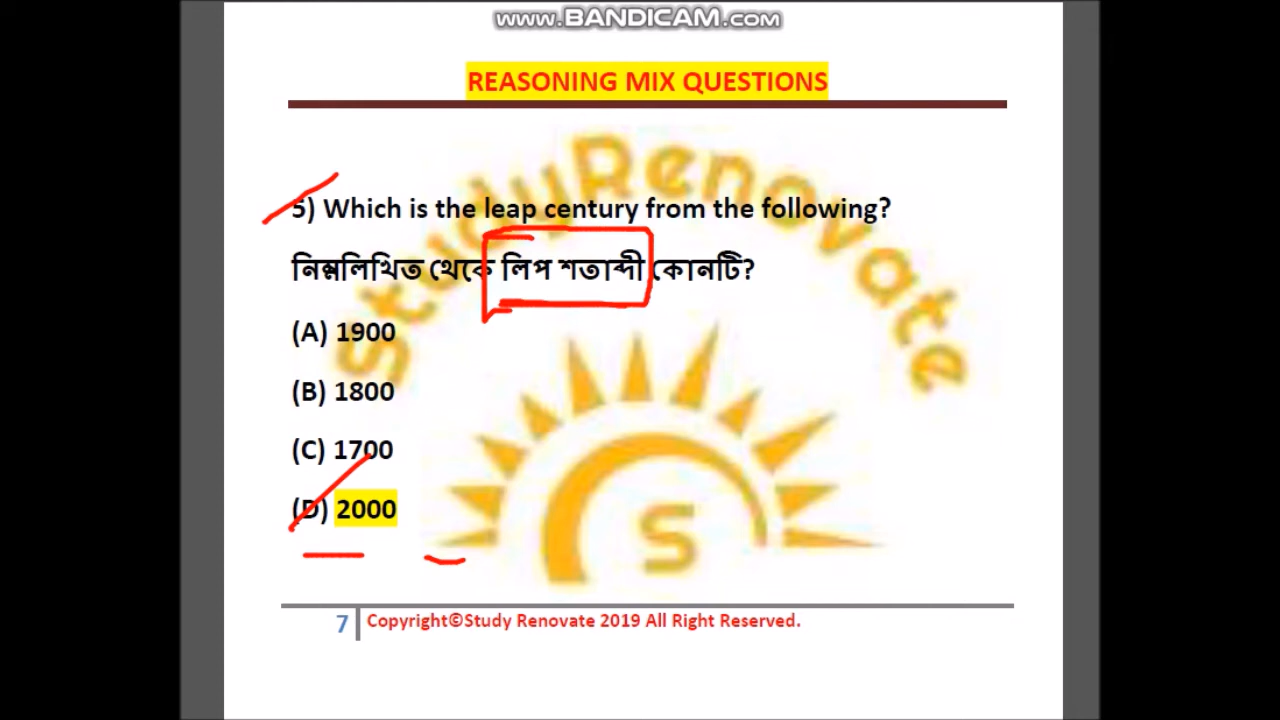 www.BANDICAM.com
REASONING MIX QUESTIONS
StudyRenovate
5) Which is the leap century from the following?
নিম্নলিখিত থেকে লিপ শতাব্দী কোনটি?
(A) 1900
(B) 1800
(C) 1700
(D) 2000
S
7 Copyright©Study Renovate 2019 All Right Reserved.